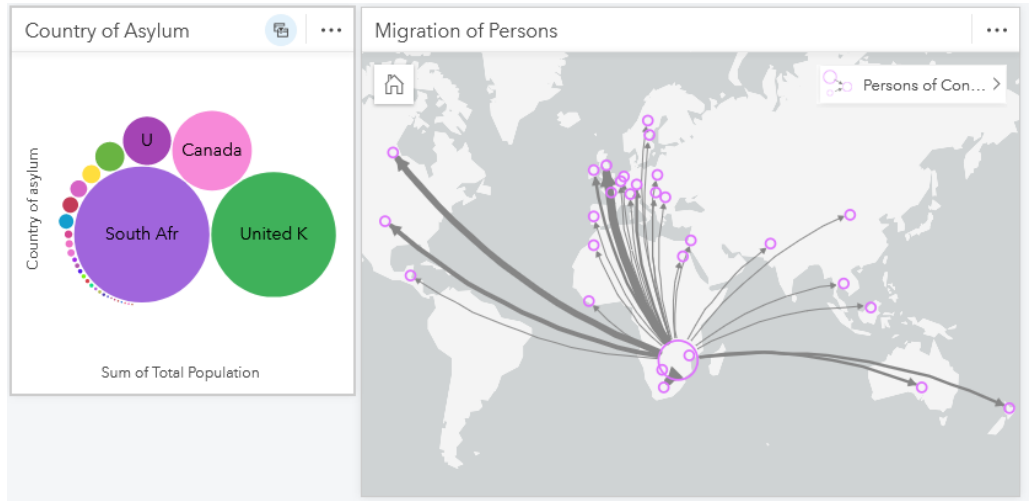 Country of Asylum
...
Country of asylum
U
Canada
South Afr
United K
Sum of Total Population
Migration of Persons
...
Persons of Con...